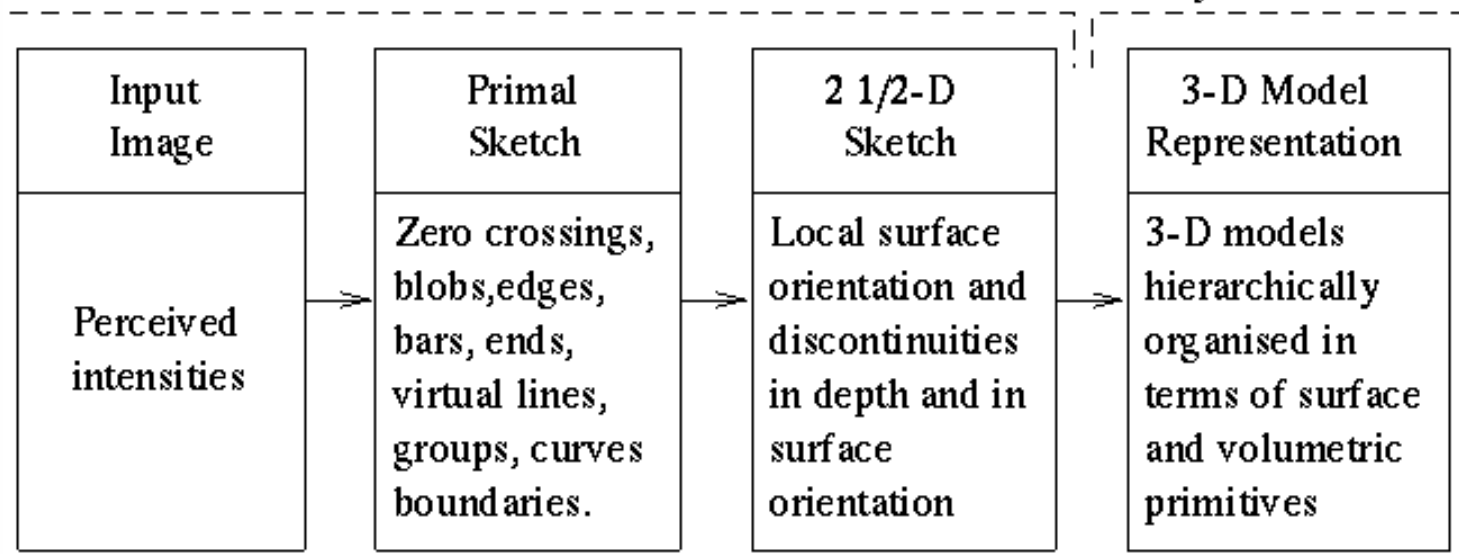 Input
Image
Perceived
intensities
Primal
Sketch
Zero crossings,
blobs,edges,
bars, ends,
virtual lines,
groups, curves
boundaries.
2 1/2-D
Sketch
Local surface
orientation and
discontinuities
in depth and in
surface
orientation
3-D Model
Representation
3-D models
hierarchically
organised in
terms of surface
and volumetric
primitives